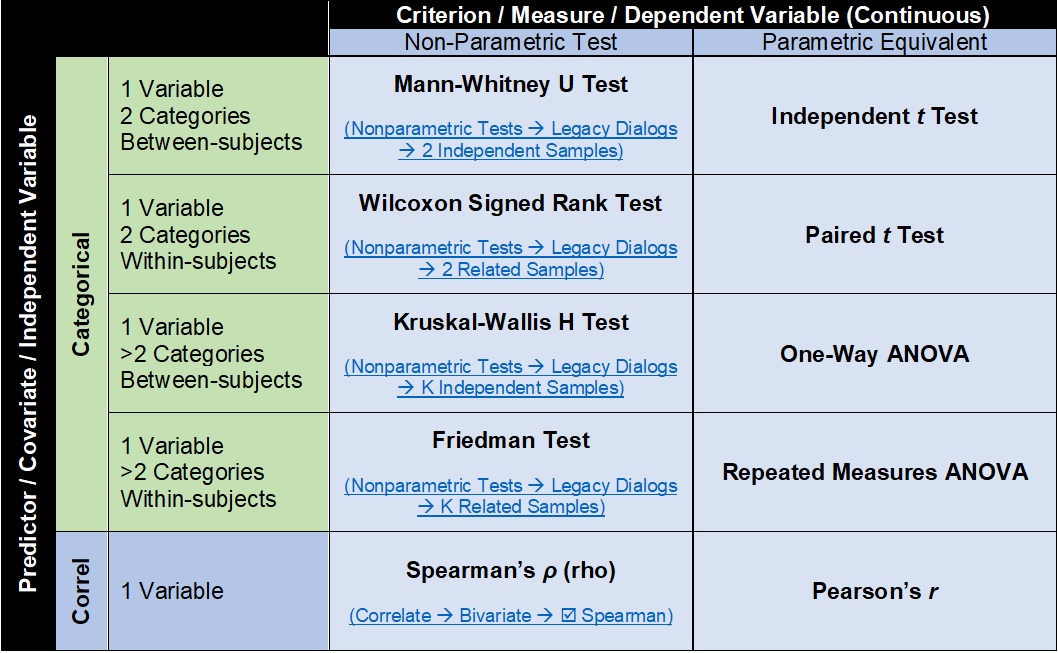 Criterion / Measure / Dependent Variable (Continuous)
Non-Parametric Test
Parametric Equivalent
Predictor / Covariate / Independent Variable
Categorical
1 Variable
2 Categories
Between-subjects
Mann-Whitney U Test
(Nonparametric Tests → Legacy Dialogs
→ 2 Independent Samples)
Independent t Test
1 Variable
2 Categories
Within-subjects
Wilcoxon Signed Rank Test
(Nonparametric Tests → Legacy Dialogs
→ 2 Related Samples)
Paired t Test
1 Variable
>2 Categories
Between-subjects
Kruskal-Wallis H Test
(Nonparametric Tests → Legacy Dialogs
→ K Independent Samples)
One-Way ANOVA
1 Variable
>2 Categories
Within-subjects
Friedman Test
(Nonparametric Tests → Legacy Dialogs
→ K Related Samples)
Repeated Measures ANOVA
Correl
1 Variable
Spearman’s ρ (rho)
(Correlate → Bivariate → ☑ Spearman)
Pearson’s r